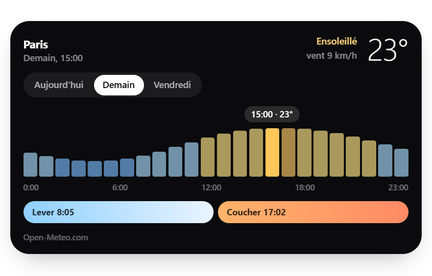 Paris
Ensoleillé
23°
Demain, 15:00
vent 9 km/h
Aujourd'hui
Demain
Vendredi
15:00 · 23°
0:00
6:00
12:00
18:00
23:00
Lever 8:05
Coucher 17:02
Open-Meteo.com